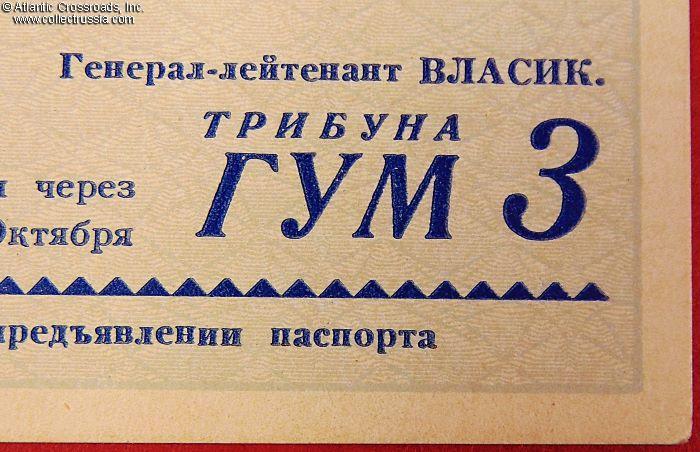 © Atlantic Crossroads, Inc.
www.collectrussia.com
Генерал-лейтенант ВЛАСИК.
ТРИБУНА
ГУМ 3
через
Октября
предъявлении паспорта